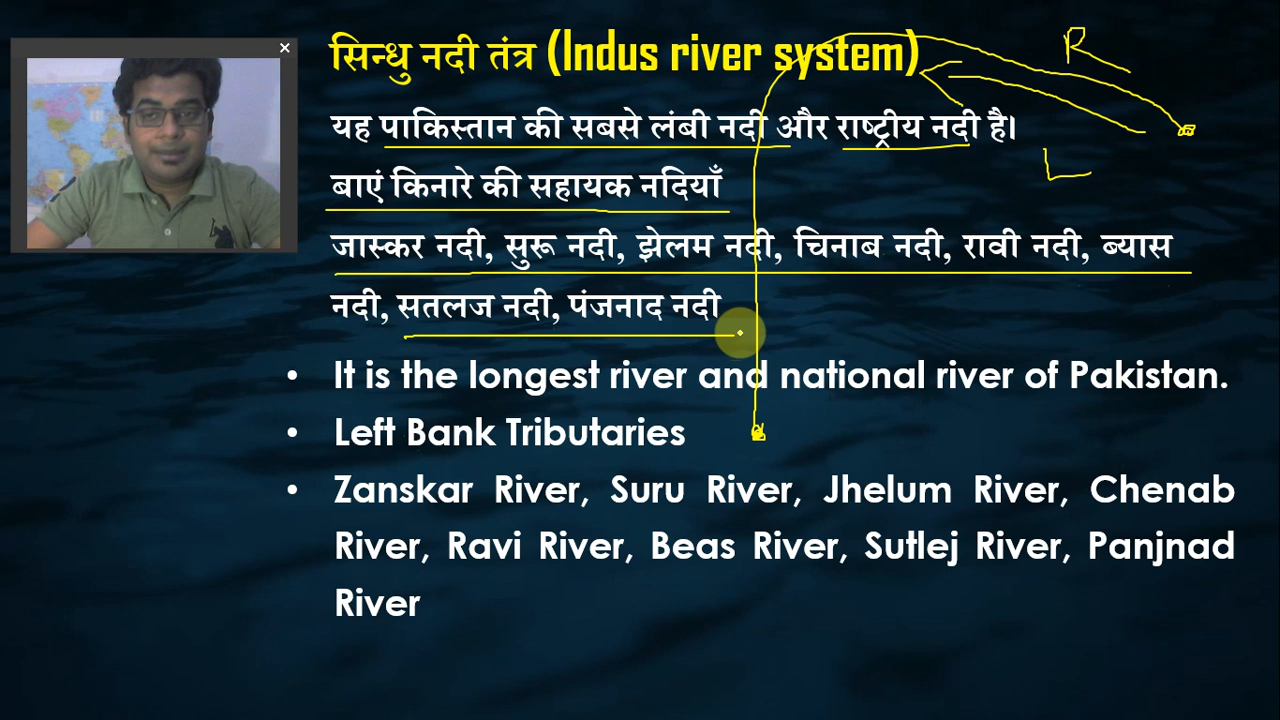 सिन्धु नदी तंत्र (Indus river system)
R
यह पाकिस्तान की सबसे लंबी नदी और राष्ट्रीय नदी है।
L
बाएं किनारे की सहायक नदियाँ
जास्कर नदी, सुरू नदी, झेलम नदी, चिनाब नदी, रावी नदी, ब्यास
नदी, सतलज नदी, पंजनाद नदी
• It is the longest river and national river of Pakistan.
• Left Bank Tributaries
• Zanskar River, Suru River, Jhelum River, Chenab
River, Ravi River, Beas River, Sutlej River, Panjnad
River